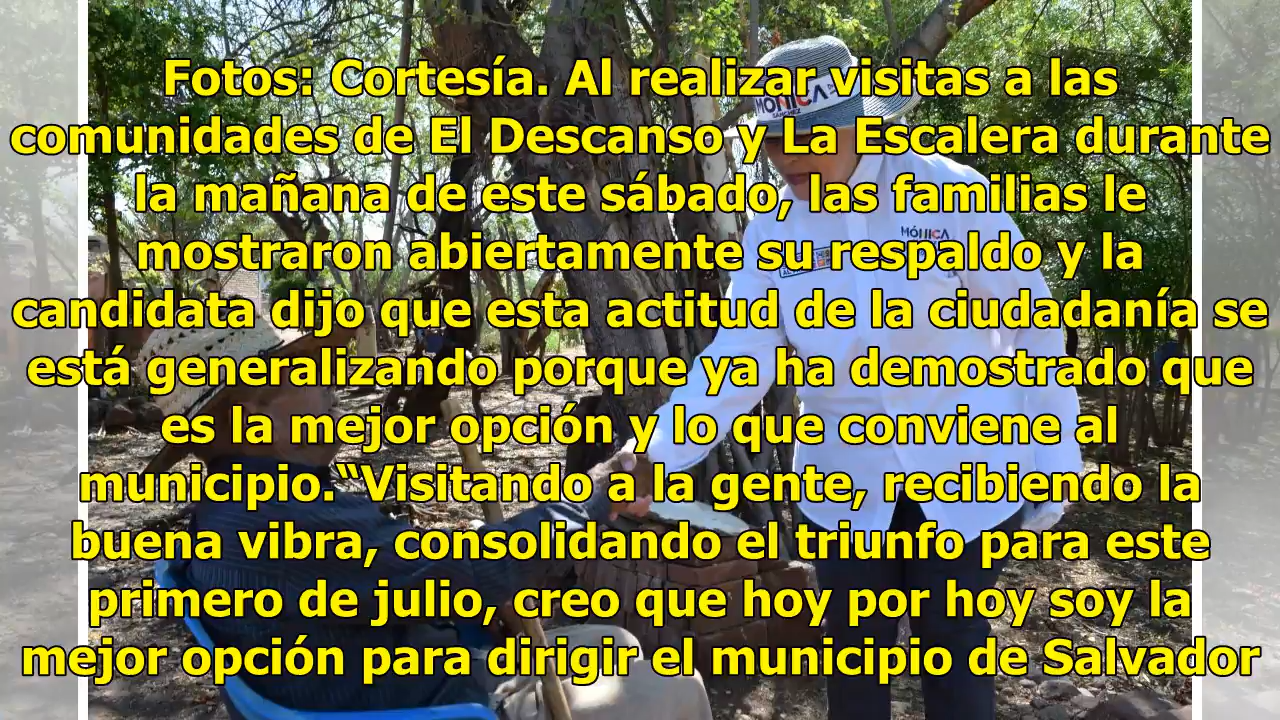 Fotos: Cortesía. Al realizar visitas a las
comunidades de El Descanso y La Escalera durante
la mañana de este sábado, las familias le
mostraron abiertamente su respaldo y la
candidata dijo que esta actitud de la ciudadanía se
está generalizando porque ya ha demostrado que
es la mejor opción y lo que conviene al
municipio.“Visitando a la gente, recibiendo la
buena vibra, consolidando el triunfo para este
primero de julio, creo que hoy por hoy soy la
mejor opción para dirigir el municipio de Salvador
MÓNICA
SÁNCHEZ
MÓNICA